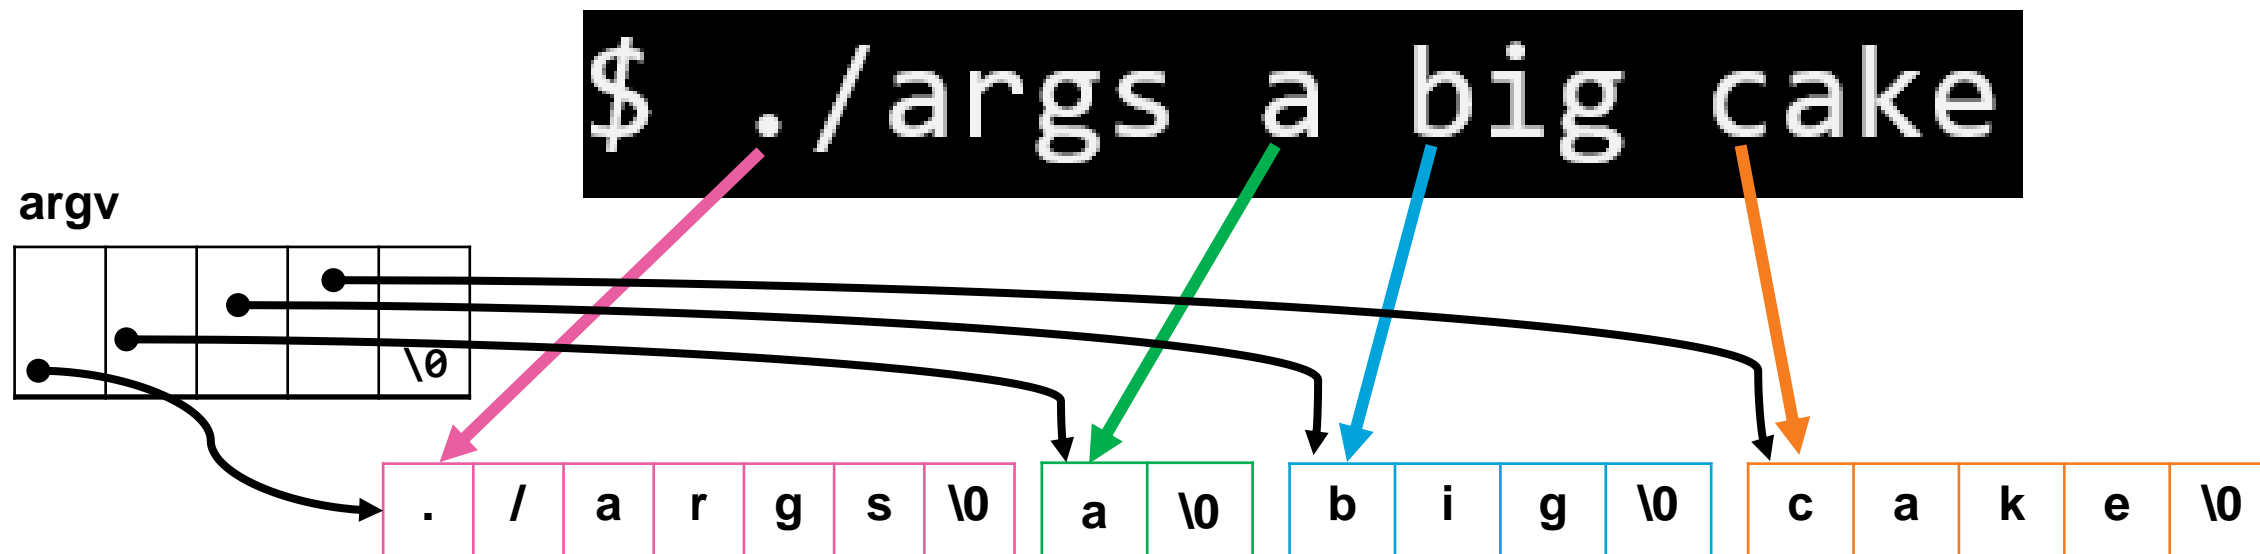 $ ./args a big cake
argv
\0
. / a r g s \0 a \0 b i g \0 c a k e \0